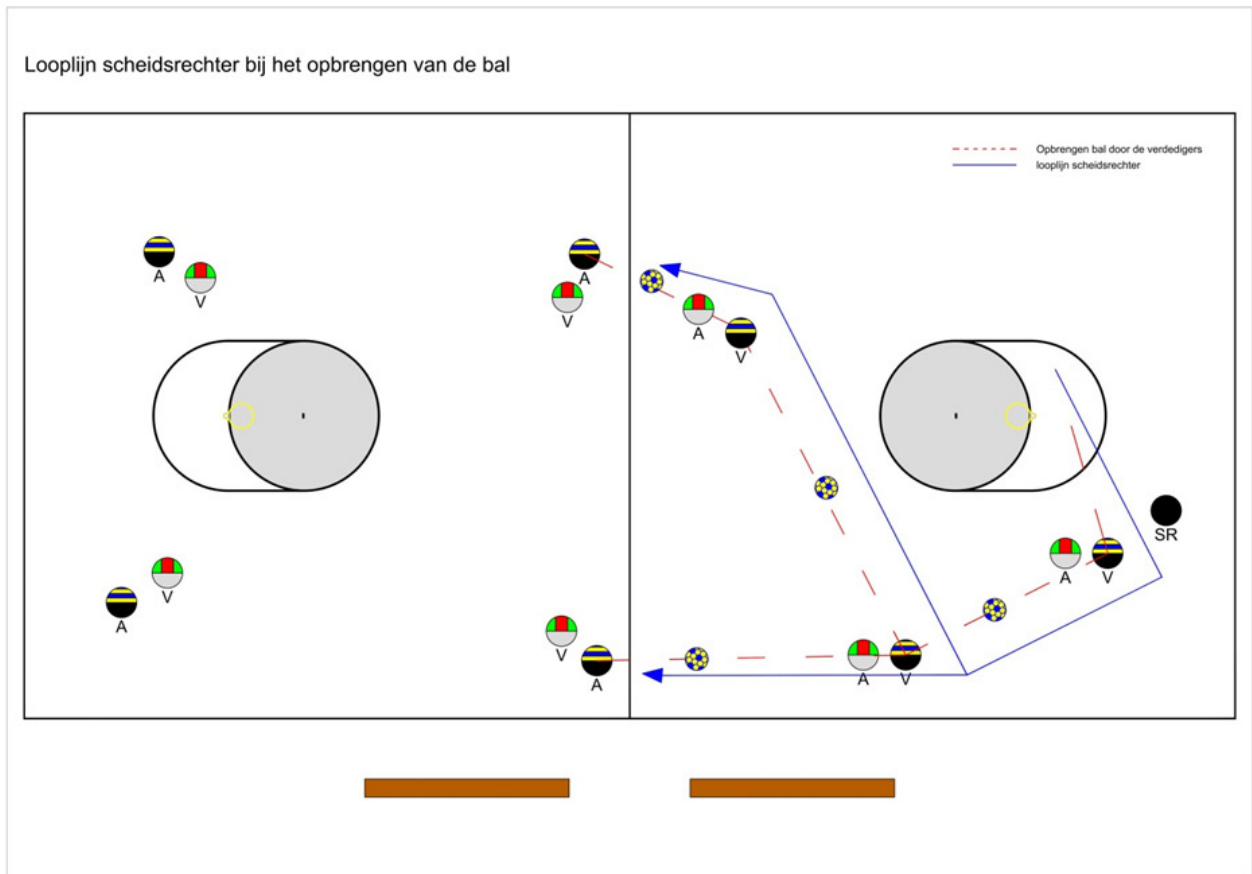 Looplijn scheidsrechter bij het opbrengen van de bal
Opbrengen bal door de verdedigers
looplijn scheidsrechter
A
V
A
V
A
V
A
V
SR
A
V
V
A
V
A
A
V